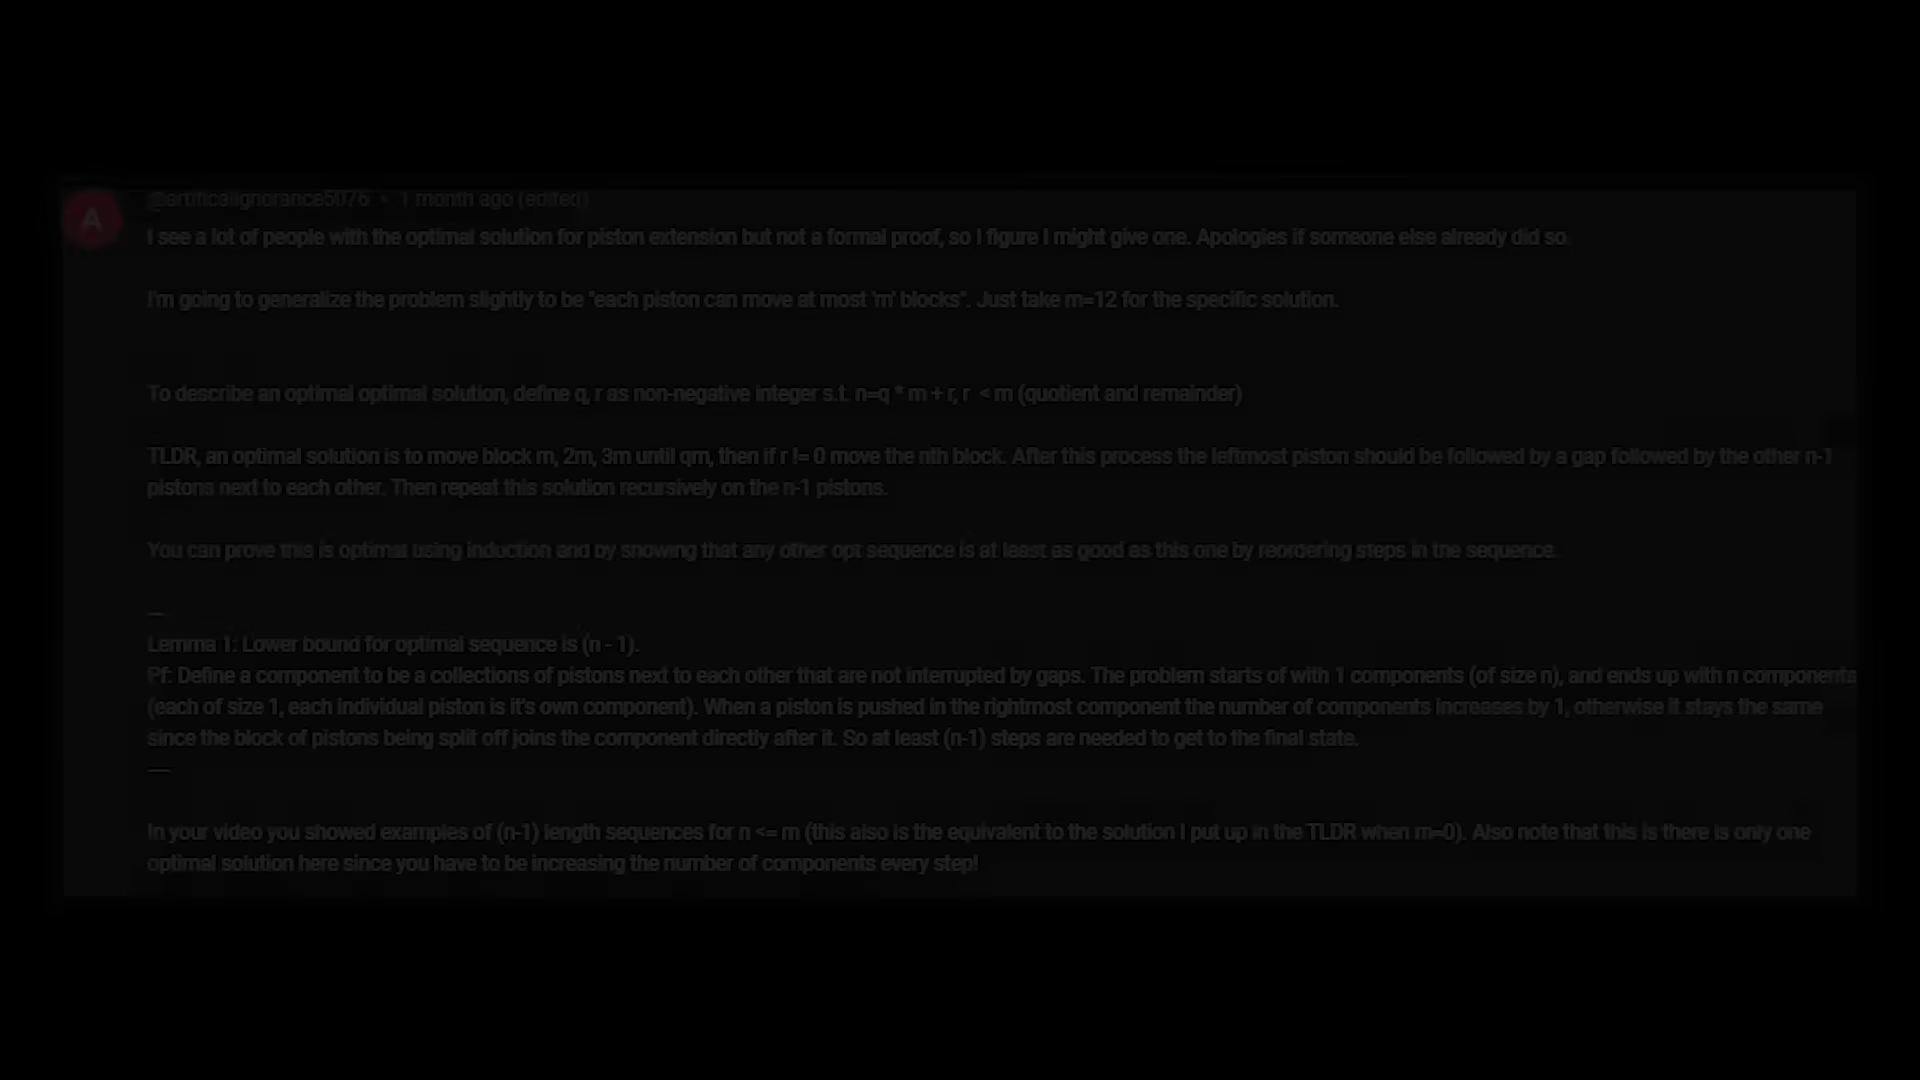 A
@artificalignorance5076 • 1 month ago (edited)
I see a lot of people with the optimal solution for piston extension but not a formal proof, so I figure I might give one. Apologies if someone else already did so.
I'm going to generalize the problem slightly to be "each piston can move at most 'm' blocks". Just take m=12 for the specific solution.
To describe an optimal optimal solution, define q, r as non-negative integer s.t. n=q * m + r, r < m (quotient and remainder)
TLDR, an optimal solution is to move block m, 2m, 3m until qm, then if r != 0 move the nth block. After this process the leftmost piston should be followed by a gap followed by the other n-1
pistons next to each other. Then repeat this solution recursively on the n-1 pistons.
You can prove this is optimal using induction and by showing that any other opt sequence is at least as good as this one by reordering steps in the sequence.
—
Lemma 1: Lower bound for optimal sequence is (n - 1).
Pf: Define a component to be a collections of pistons next to each other that are not interrupted by gaps. The problem starts of with 1 components (of size n), and ends up with n components
(each of size 1, each individual piston is it's own component). When a piston is pushed in the rightmost component the number of components increases by 1, otherwise it stays the same
since the block of pistons being split off joins the component directly after it. So at least (n-1) steps are needed to get to the final state.
—
In your video you showed examples of (n-1) length sequences for n <= m (this also is the equivalent to the solution I put up in the TLDR when m=0). Also note that this is there is only one
optimal solution here since you have to be increasing the number of components every step!